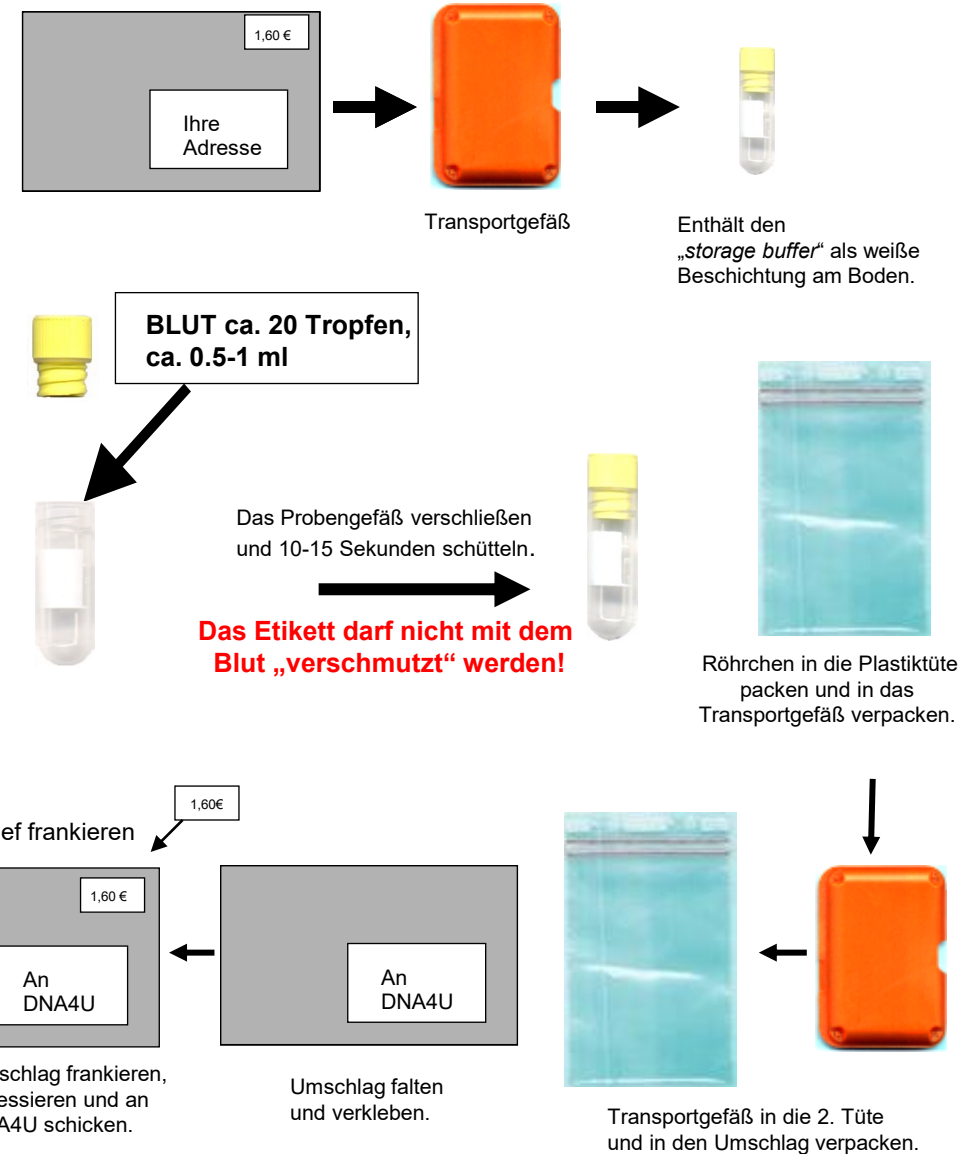 1,60 €
Ihre
Adresse
Transportgefäß
Enthält den
„storage buffer“ als weiße
Beschichtung am Boden.
BLUT ca. 20 Tropfen,
ca. 0.5-1 ml
Das Probengefäß verschließen
und 10-15 Sekunden schütteln.
Das Etikett darf nicht mit dem
Blut „verschmutzt“ werden!
Röhrchen in die Plastiktüte
packen und in das
Transportgefäß verpacken.
1,60€
ef frankieren
1,60 €
An
DNA4U
An
DNA4U
schlag frankieren,
essieren und an
A4U schicken.
Umschlag falten
und verkleben.
Transportgefäß in die 2. Tüte
und in den Umschlag verpacken.